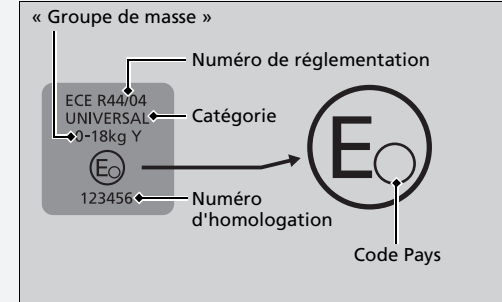 « Groupe de masse »
Numéro de réglementation
ECE R44/04
UNIVERSAL
Catégorie
0-18kg Y
E
E
123456
Numéro
d'homologation
Code Pays